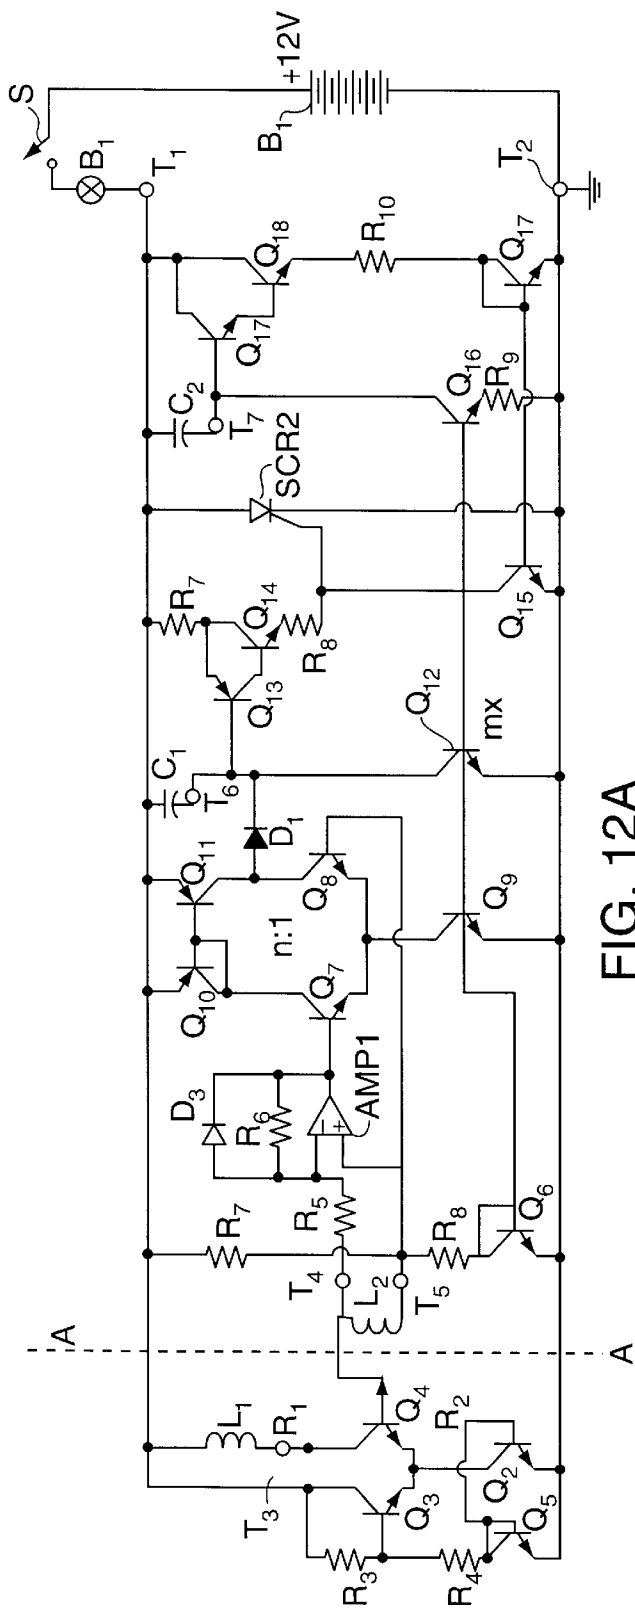 A
A
S
B1
T1
+12V
B1
T2
L1
R1
T3
Q3
Q4
R3
R4
R2
Q2
Q5
T4
L2
T5
R7
R5
R8
Q6
D3
R6
AMP1
Q10
Q11
n:1
Q7
Q8
Q9
D1
C1
T6
Q13
Q14
R7
R8
Q12
mx
SCR2
Q15
C2
T7
Q17
Q18
R10
Q16
R9
Q17
FIG. 12A